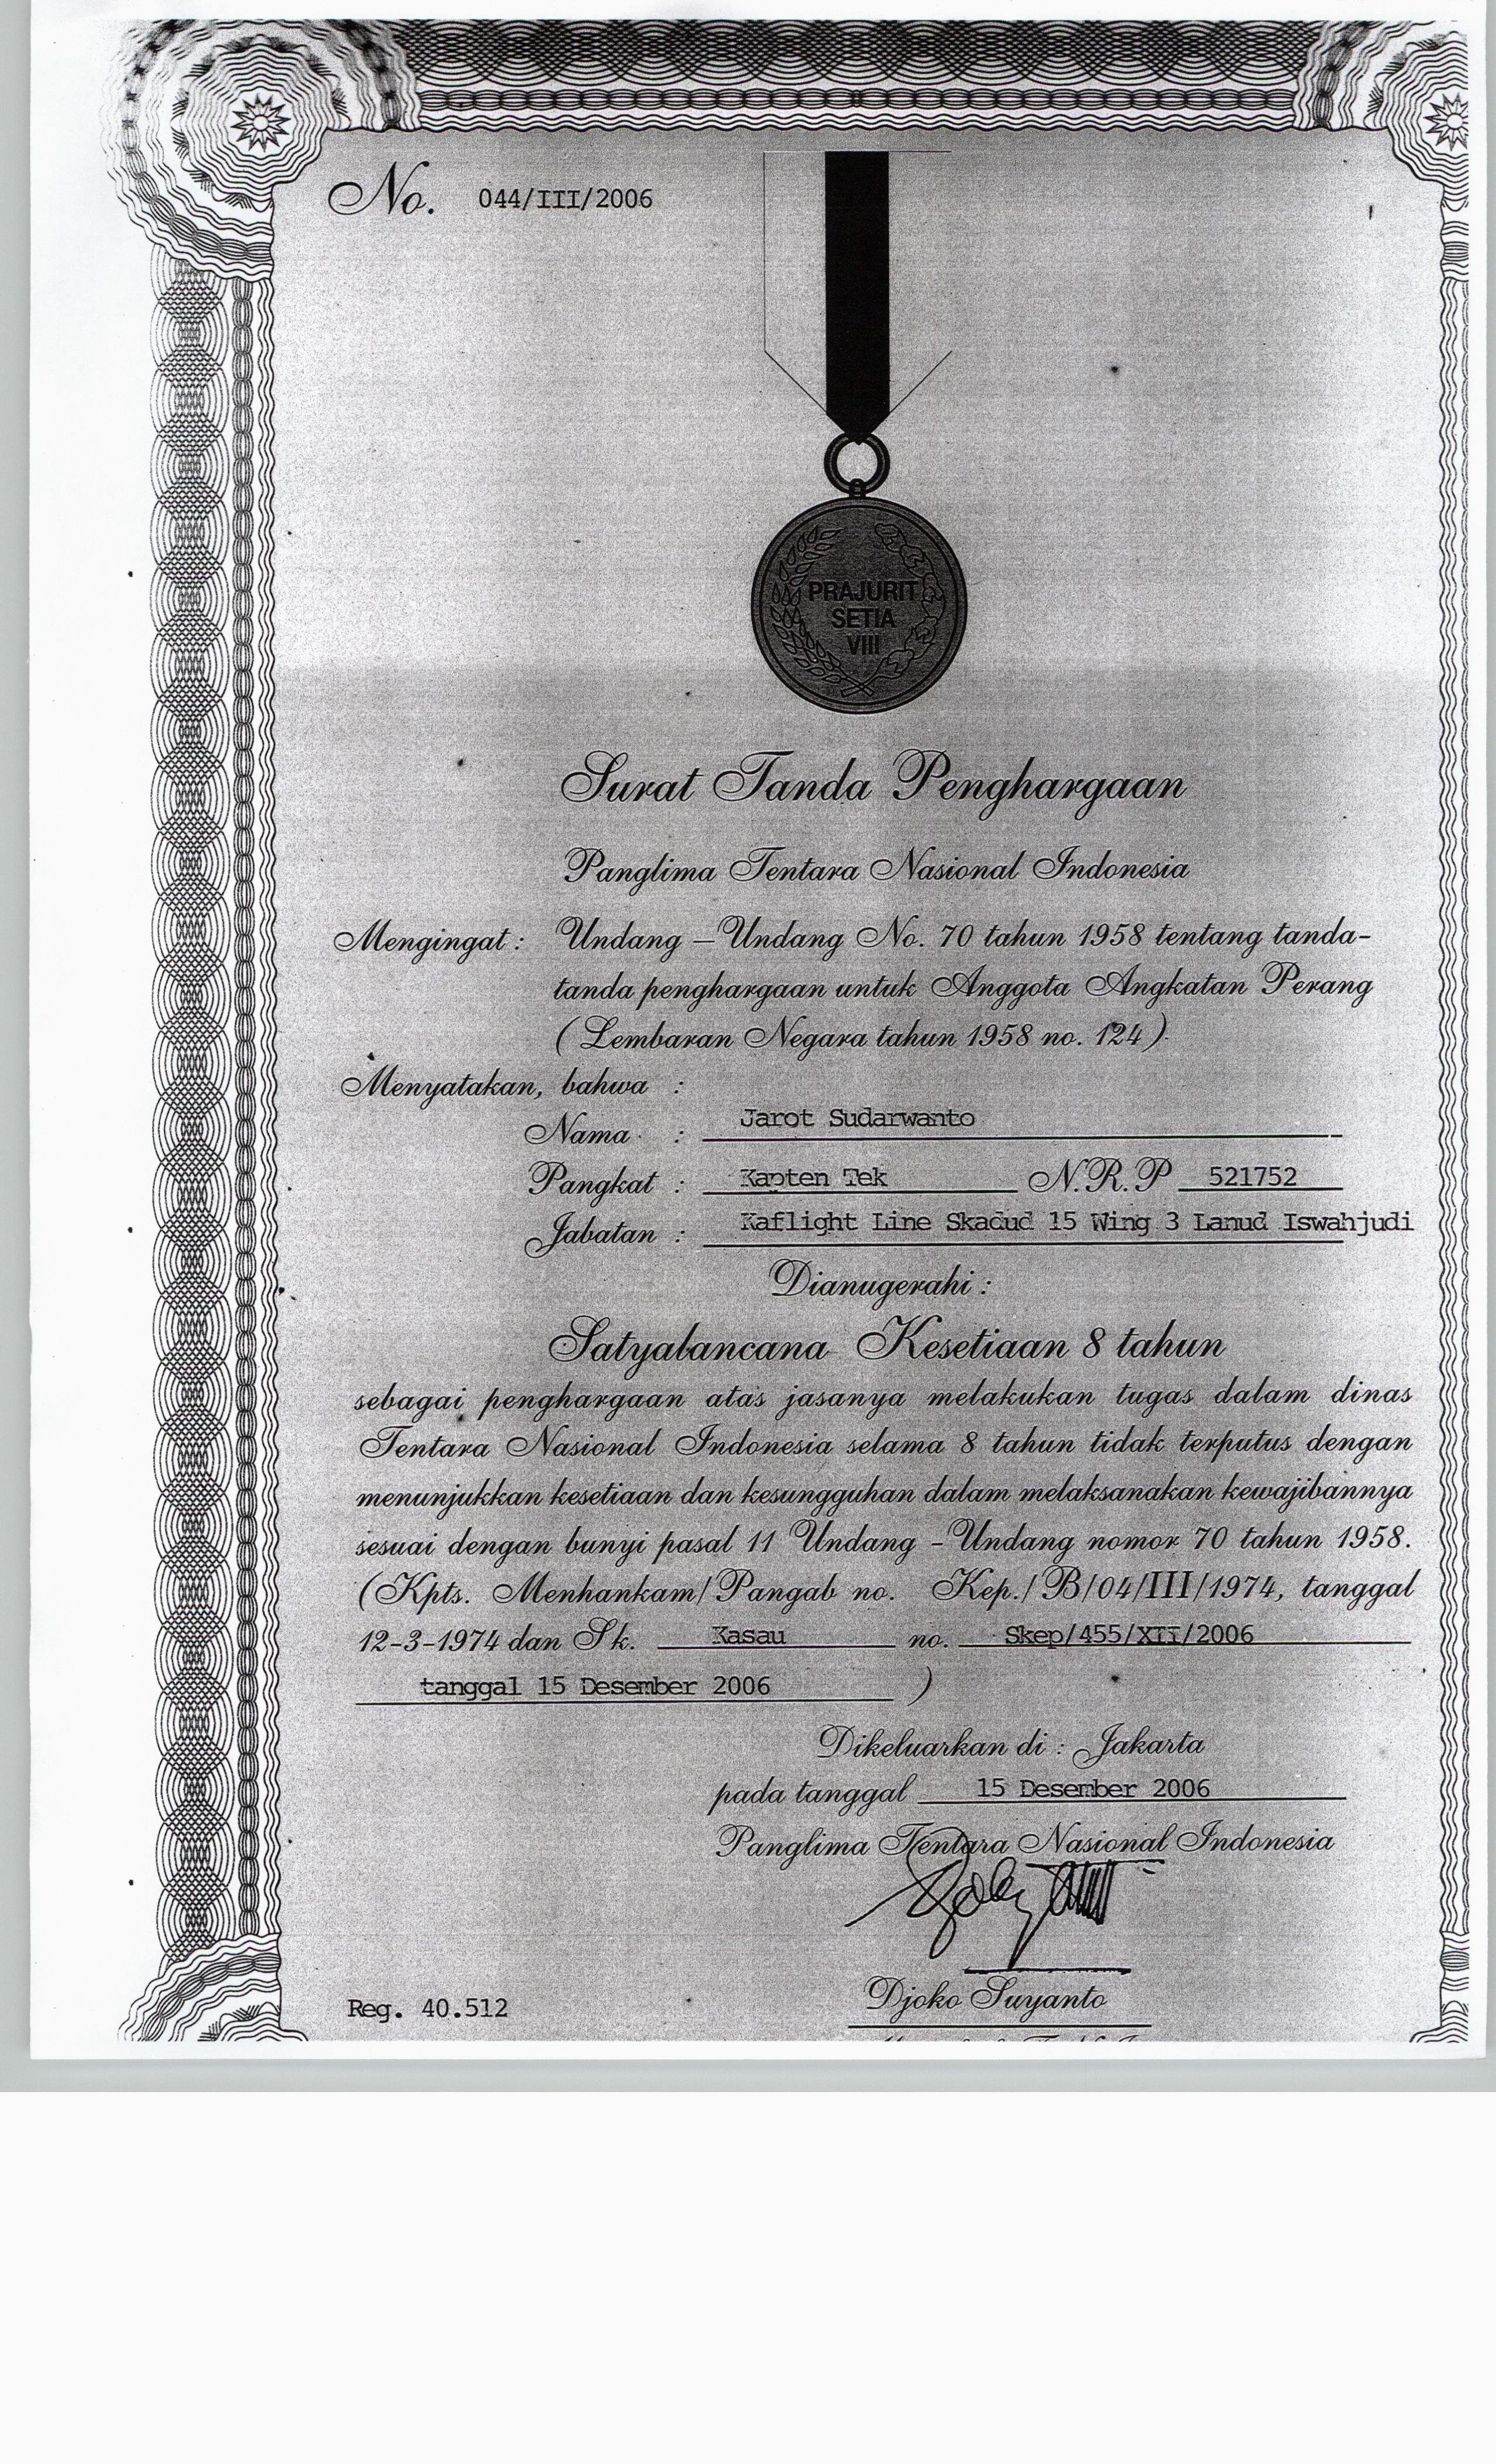 No. 044/III/2006
PRAJURIT
SETIA
VIII
Surat Tanda Penghargaan
Panglima Tentara Nasional Indonesia
Mengingat : Undang - Undang No. 70 tahun 1958 tentang tanda-
tanda penghargaan untuk Anggota Angkatan Perang
( Lembaran Negara tahun 1958 no. 124 ).
Menyatakan, bahwa :
Nama : Jarot Sudarwanto
Pangkat : Kapten Tek N.R.P 521752
Jabatan : Kaflight Line Skadud 15 Wing 3 Lanud Iswahjudi
Dianugerahi :
Satyalancana Kesetiaan 8 tahun
sebagai penghargaan atas jasanya melakukan tugas dalam dinas
Tentara Nasional Indonesia selama 8 tahun tidak terputus dengan
menunjukkan kesetiaan dan kesungguhan dalam melaksanakan kewajibannya
sesuai dengan bunyi pasal 11 Undang - Undang nomor 70 tahun 1958.
(Kpts. Menhankam/Pangab no. Kep./B/04/III/1974, tanggal
12-3-1974 dan Sk. Kasau no. Skep/455/XII/2006
tanggal 15 Desember 2006 )
Dikeluarkan di : Jakarta
pada tanggal 15 Desember 2006
Panglima Tentara Nasional Indonesia
Djoko Suyanto
Reg. 40.512